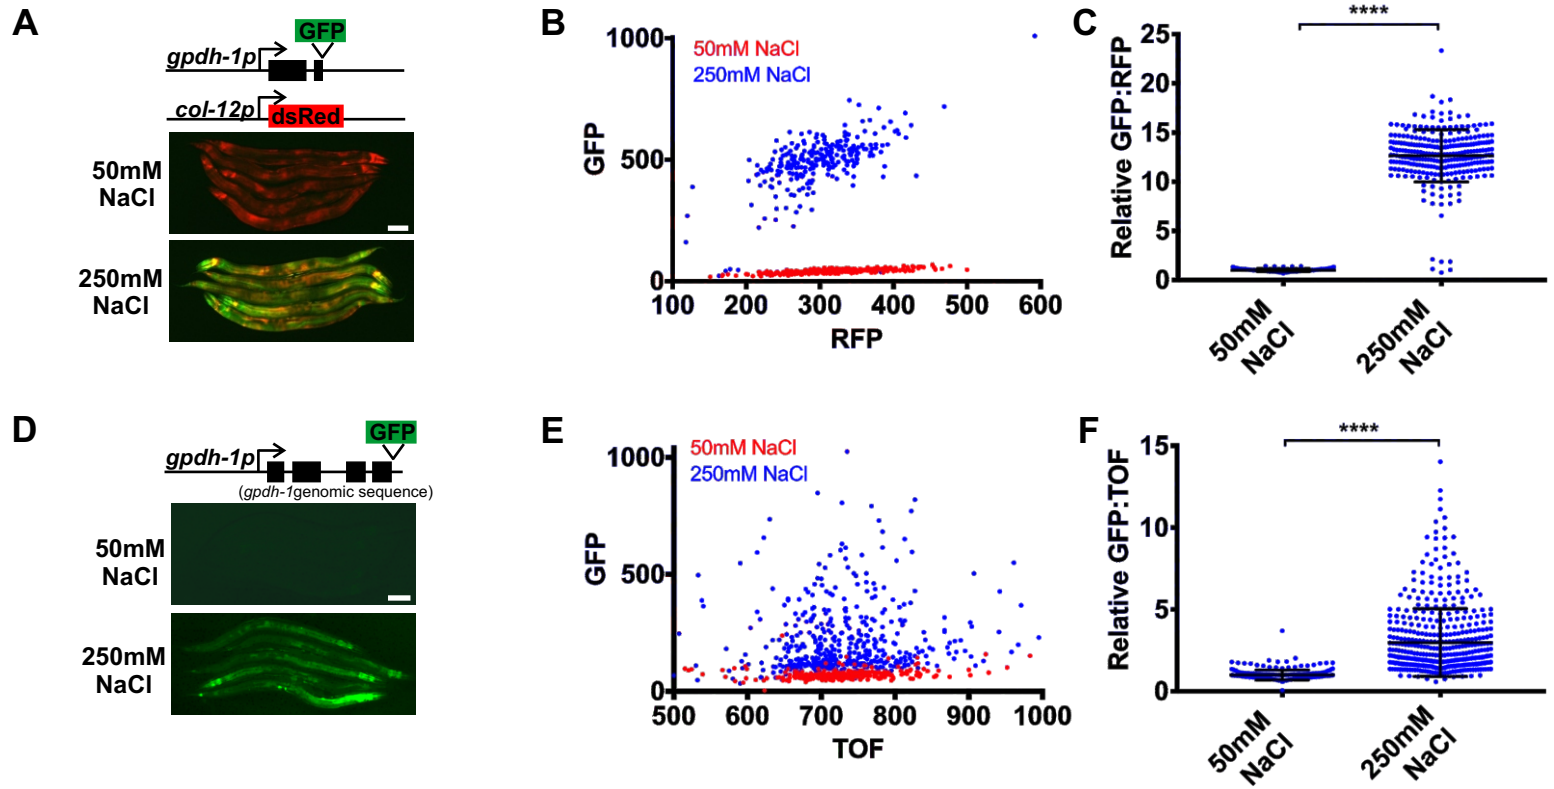 A
GFP
gpdh-1p
col-12p
dsRed
50mM
NaCl
250mM
NaCl
B
50mM NaCl
250mM NaCl
GFP
1000
500
0
100
200
300
400
500
600
RFP
C
****
Relative GFP:RFP
25
20
15
10
5
0
50mM
NaCl
250mM
NaCl
D
GFP
gpdh-1p
(gpdh-1genomic sequence)
50mM
NaCl
250mM
NaCl
E
50mM NaCl
250mM NaCl
GFP
1000
500
0
500
600
700
800
900
1000
TOF
F
****
Relative GFP:TOF
15
10
5
0
50mM
NaCl
250mM
NaCl